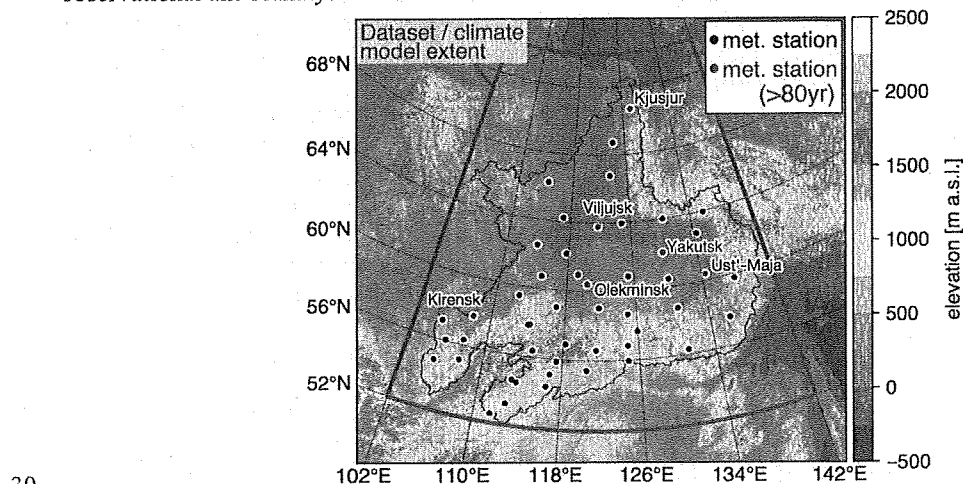 Dataset / climate
model extent
met. station
met. station
(>80yr)
68°N
64°N
60°N
56°N
52°N
Kjusjur
Viljujsk
Yakutsk
Ust'-Maja
Olekminsk
Kirensk
102°E 110°E 118°E 126°E 134°E 142°E
2500
2000
1500
1000
500
0
-500
elevation [m a.s.l.]